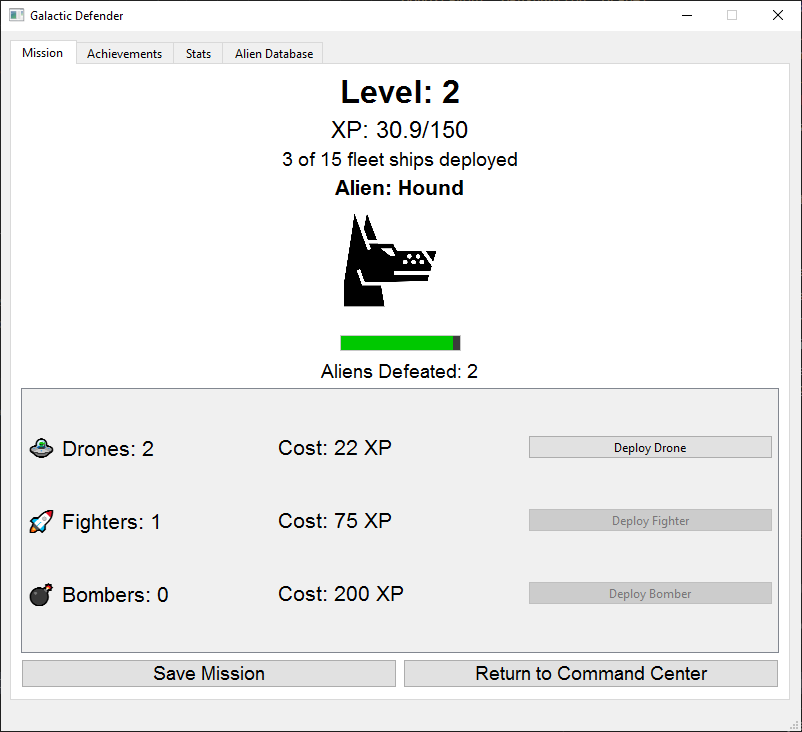 Galactic Defender
Mission Achievements Stats Alien Database
Level: 2
XP: 30.9/150
3 of 15 fleet ships deployed
Alien: Hound
Aliens Defeated: 2
Drones: 2 Cost: 22 XP Deploy Drone
Fighters: 1 Cost: 75 XP Deploy Fighter
Bombers: 0 Cost: 200 XP Deploy Bomber
Save Mission Return to Command Center